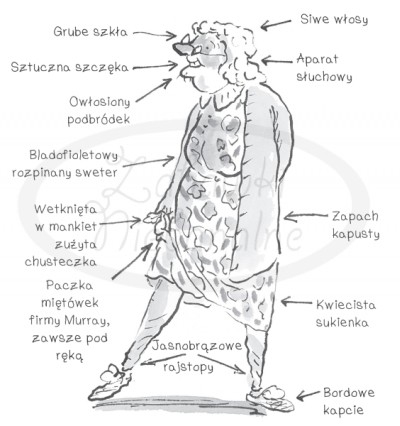 Siwe włosy
Grube szkła
Sztuczna szczęka
Aparat
słuchowy
Owłosiony
podbródek
Bladofioletowy
rozpinany sweter
Wetknięta
w mankiet
zużyta
chusteczka
Zapach
kapusty
Paczka
miętówek
firmy Murray,
zawsze pod
ręką
Kwiecista
sukienka
Jasnobrązowe
rajstopy
Bordowe
kapcie